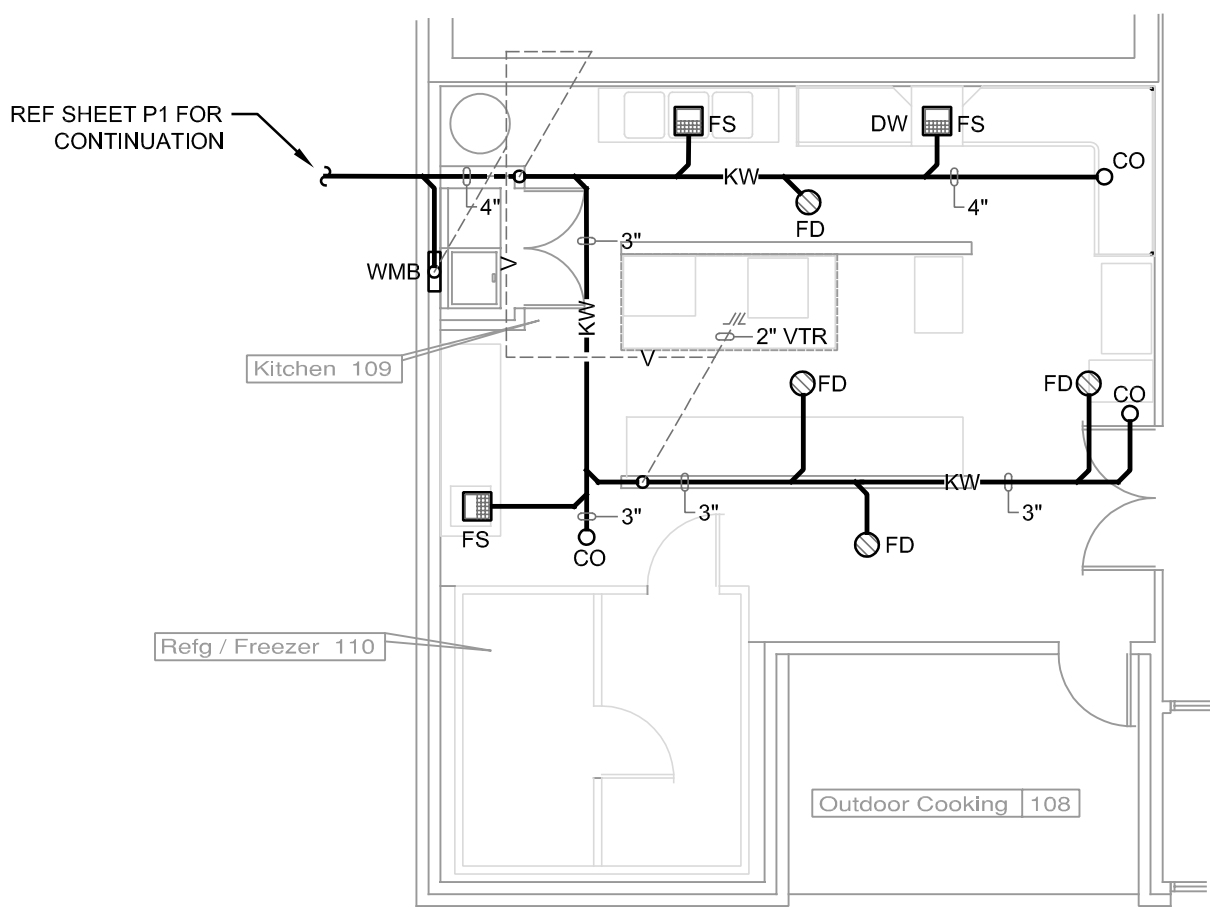 REF SHEET P1 FOR
CONTINUATION
FS
DW
FS
CO
KW
4"
4"
FD
3"
WMB
V
KW
2" VTR
V
Kitchen 109
FD
FD
CO
KW
3"
3"
3"
FS
CO
FD
Refg / Freezer 110
Outdoor Cooking 108